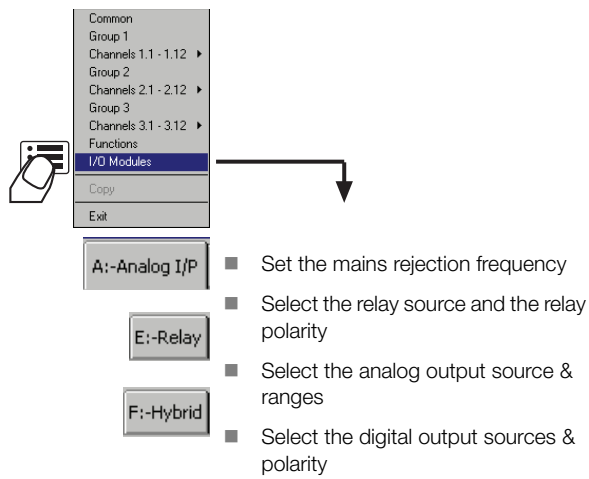 Common
Group 1
Channels 1.1 - 1.12
Group 2
Channels 2.1 - 2.12
Group 3
Channels 3.1 - 3.12
Functions
I/O Modules
Copy
Exit
A:-Analog I/P
E:-Relay
F:-Hybrid
Set the mains rejection frequency
Select the relay source and the relay
polarity
Select the analog output source &
ranges
Select the digital output sources &
polarity